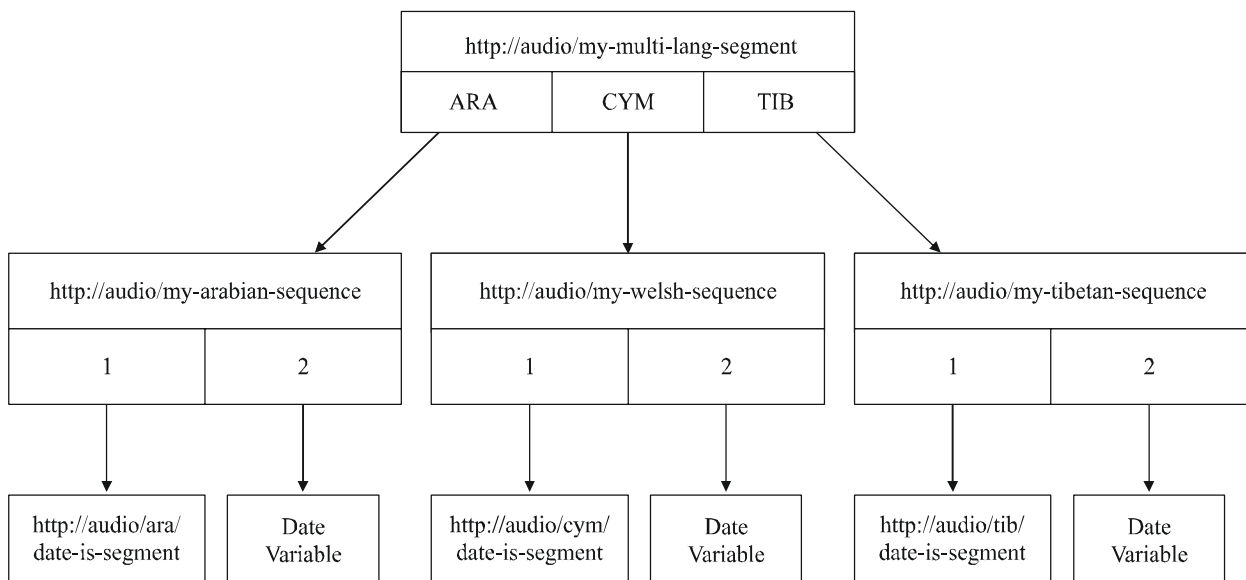 http://audio/my-multi-lang-segment
ARA
CYM
TIB
http://audio/my-arabian-sequence
http://audio/my-welsh-sequence
http://audio/my-tibetan-sequence
1
2
1
2
1
2
http://audio/ara/
date-is-segment
Date
Variable
http://audio/cym/
date-is-segment
Date
Variable
http://audio/tib/
date-is-segment
Date
Variable